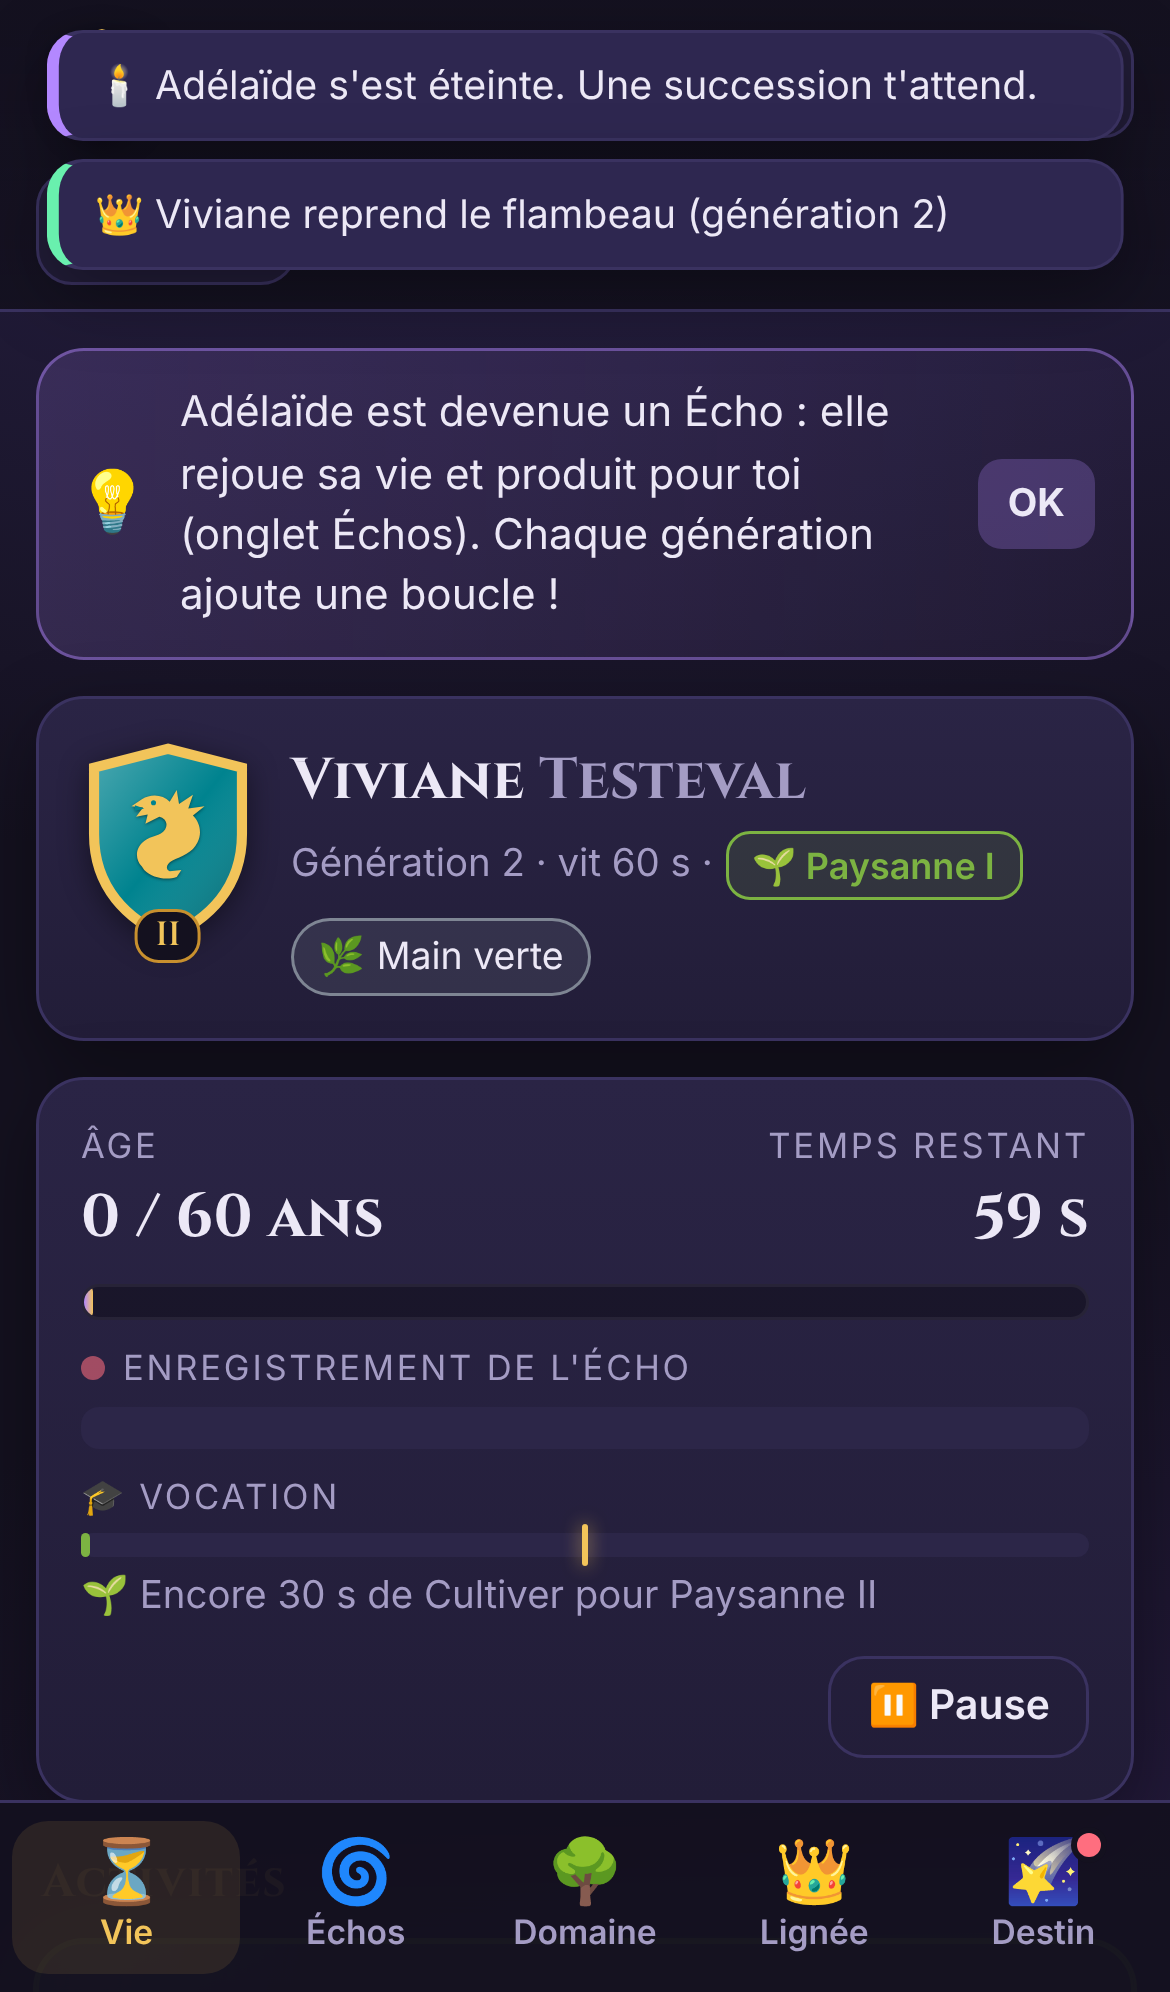 Adélaïde s'est éteinte. Une succession t'attend.
Viviane reprend le flambeau (génération 2)
Adélaïde est devenue un Écho : elle
rejoue sa vie et produit pour toi
(onglet Échos). Chaque génération
ajoute une boucle !
OK
Viviane Testeval
II
Génération 2 · vit 60 s · Paysanne I
Main verte
ÂGE
TEMPS RESTANT
0 / 60 ans
59 s
ENREGISTREMENT DE L'ÉCHO
VOCATION
Encore 30 s de Cultiver pour Paysanne II
Pause
Activités
Vie
Échos
Domaine
Lignée
Destin